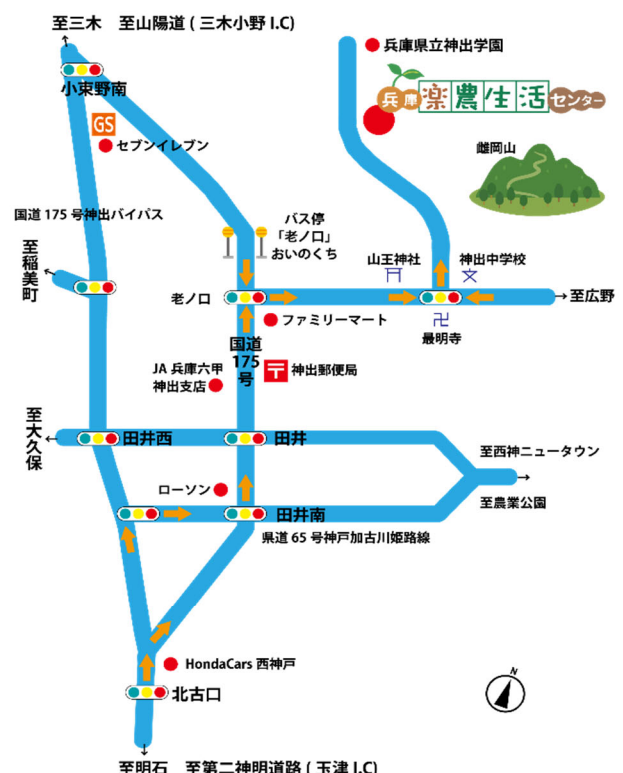 至三木　至山陽道 ( 三木小野 I.C)
小束野南
GS
セブンイレブン
兵庫県立神出学園
兵庫楽農生活センター
雌岡山
国道 175 号神出バイパス
バス停
「老ノ口」
おいのくち
至稲美町
山王神社
神出中学校
老ノ口
至広野
ファミリーマート
最明寺
国道
175
号
JA 兵庫六甲
神出支店
神出郵便局
至大久保
田井西
田井
至西神ニュータウン
至農業公園
ローソン
田井南
県道 65 号神戸加古川姫路線
HondaCars 西神戸
北古口
N
至明石　至第二神明道路 ( 玉津 I.C)